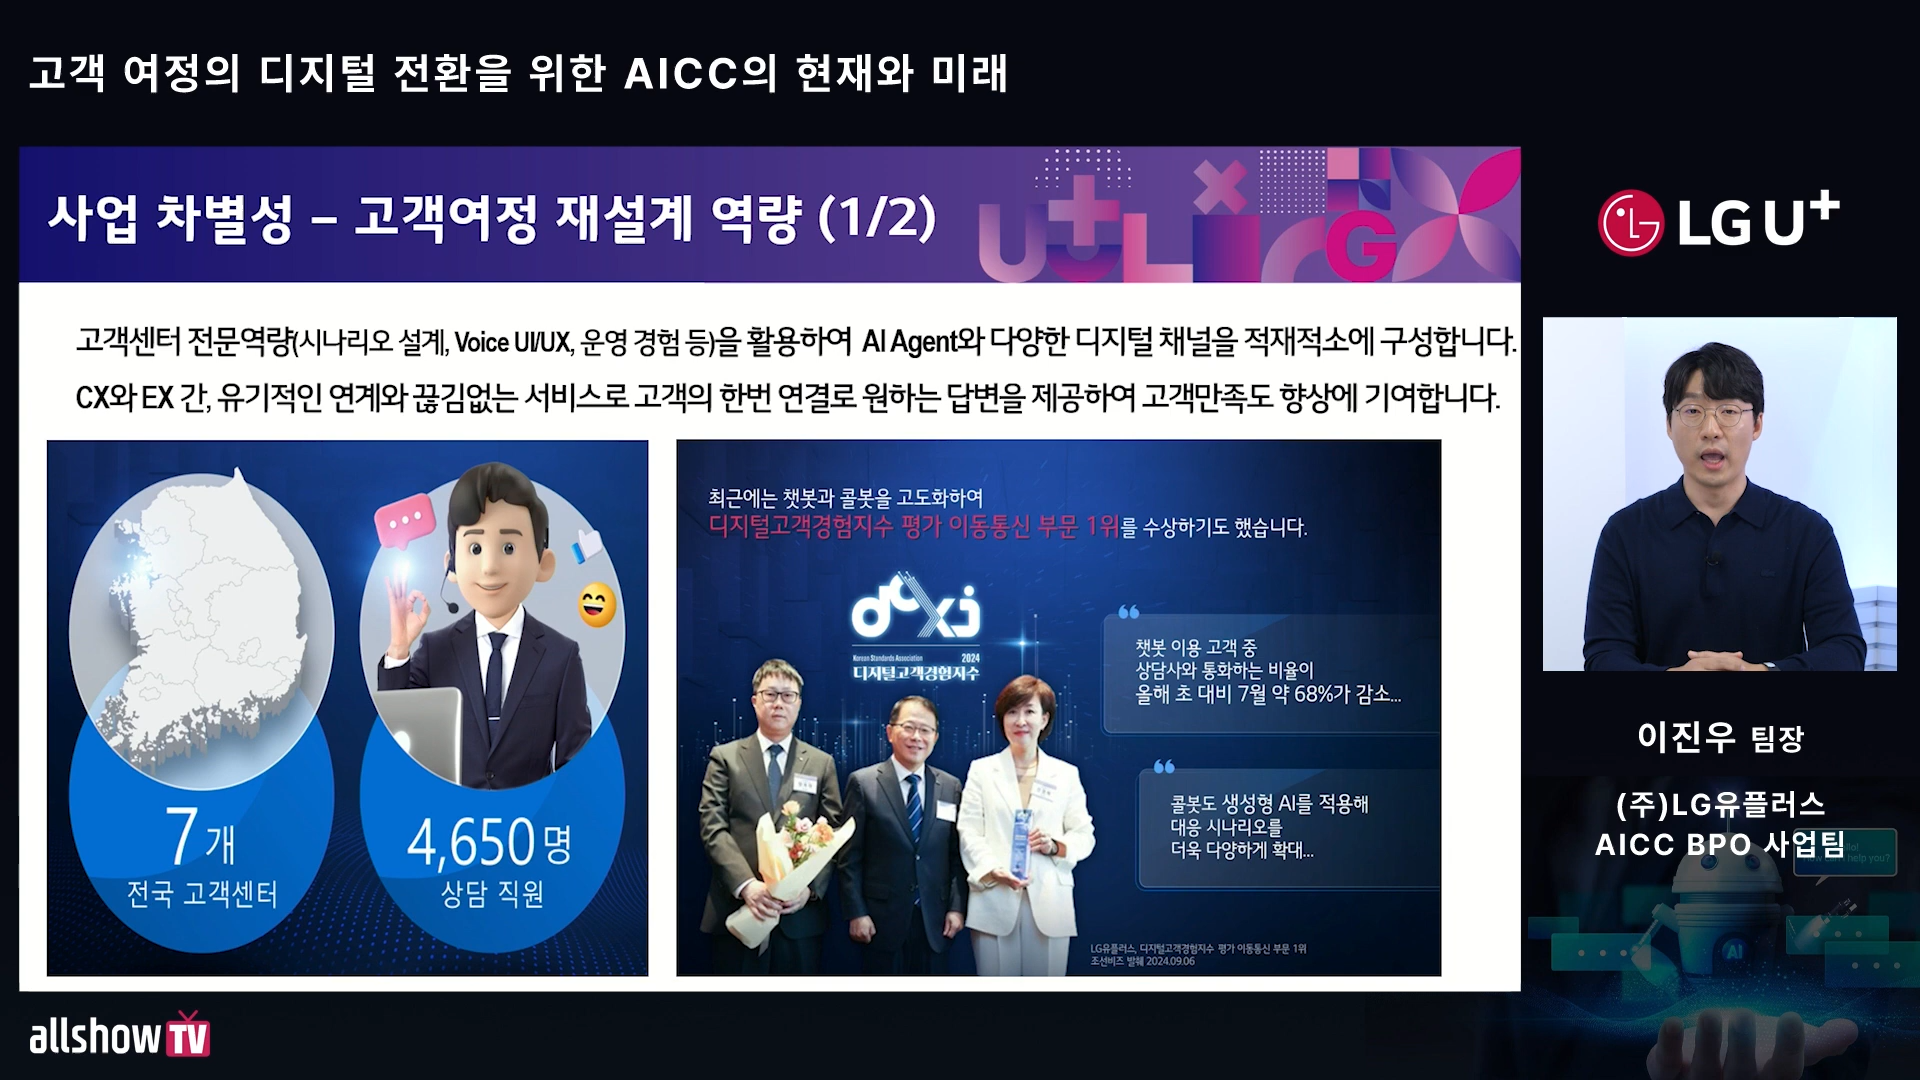 고객 여정의 디지털 전환을 위한 AICC의 현재와 미래
사업 차별성 – 고객여정 재설계 역량 (1/2)
LG U+
고객센터 전문역량(시나리오 설계, Voice UI/UX, 운영 경험 등)을 활용하여 AI Agent와 다양한 디지털 채널을 적재적소에 구성합니다.
CX와 EX 간, 유기적인 연계와 끊김없는 서비스로 고객의 한번 연결로 원하는 답변을 제공하여 고객만족도 향상에 기여합니다.
7개
전국 고객센터
4,650명
상담 직원
최근에는 챗봇과 콜봇을 고도화하여
디지털고객경험지수 평가 이동통신 부문 1위를 수상하기도 했습니다.
dcxi
Korean Standards Association 2024
디지털고객경험지수
챗봇 이용 고객 중
상담사와 통화하는 비율이
올해 초 대비 7월 약 68%가 감소...
콜봇도 생성형 AI를 적용해
대응 시나리오를
더욱 다양하게 확대...
LG유플러스, 디지털고객경험지수 평가 이동통신 부문 1위
조선비즈 발췌 2024.09.06
이진우 팀장
(주)LG유플러스
AICC BPO 사업팀
AI
allshow TV